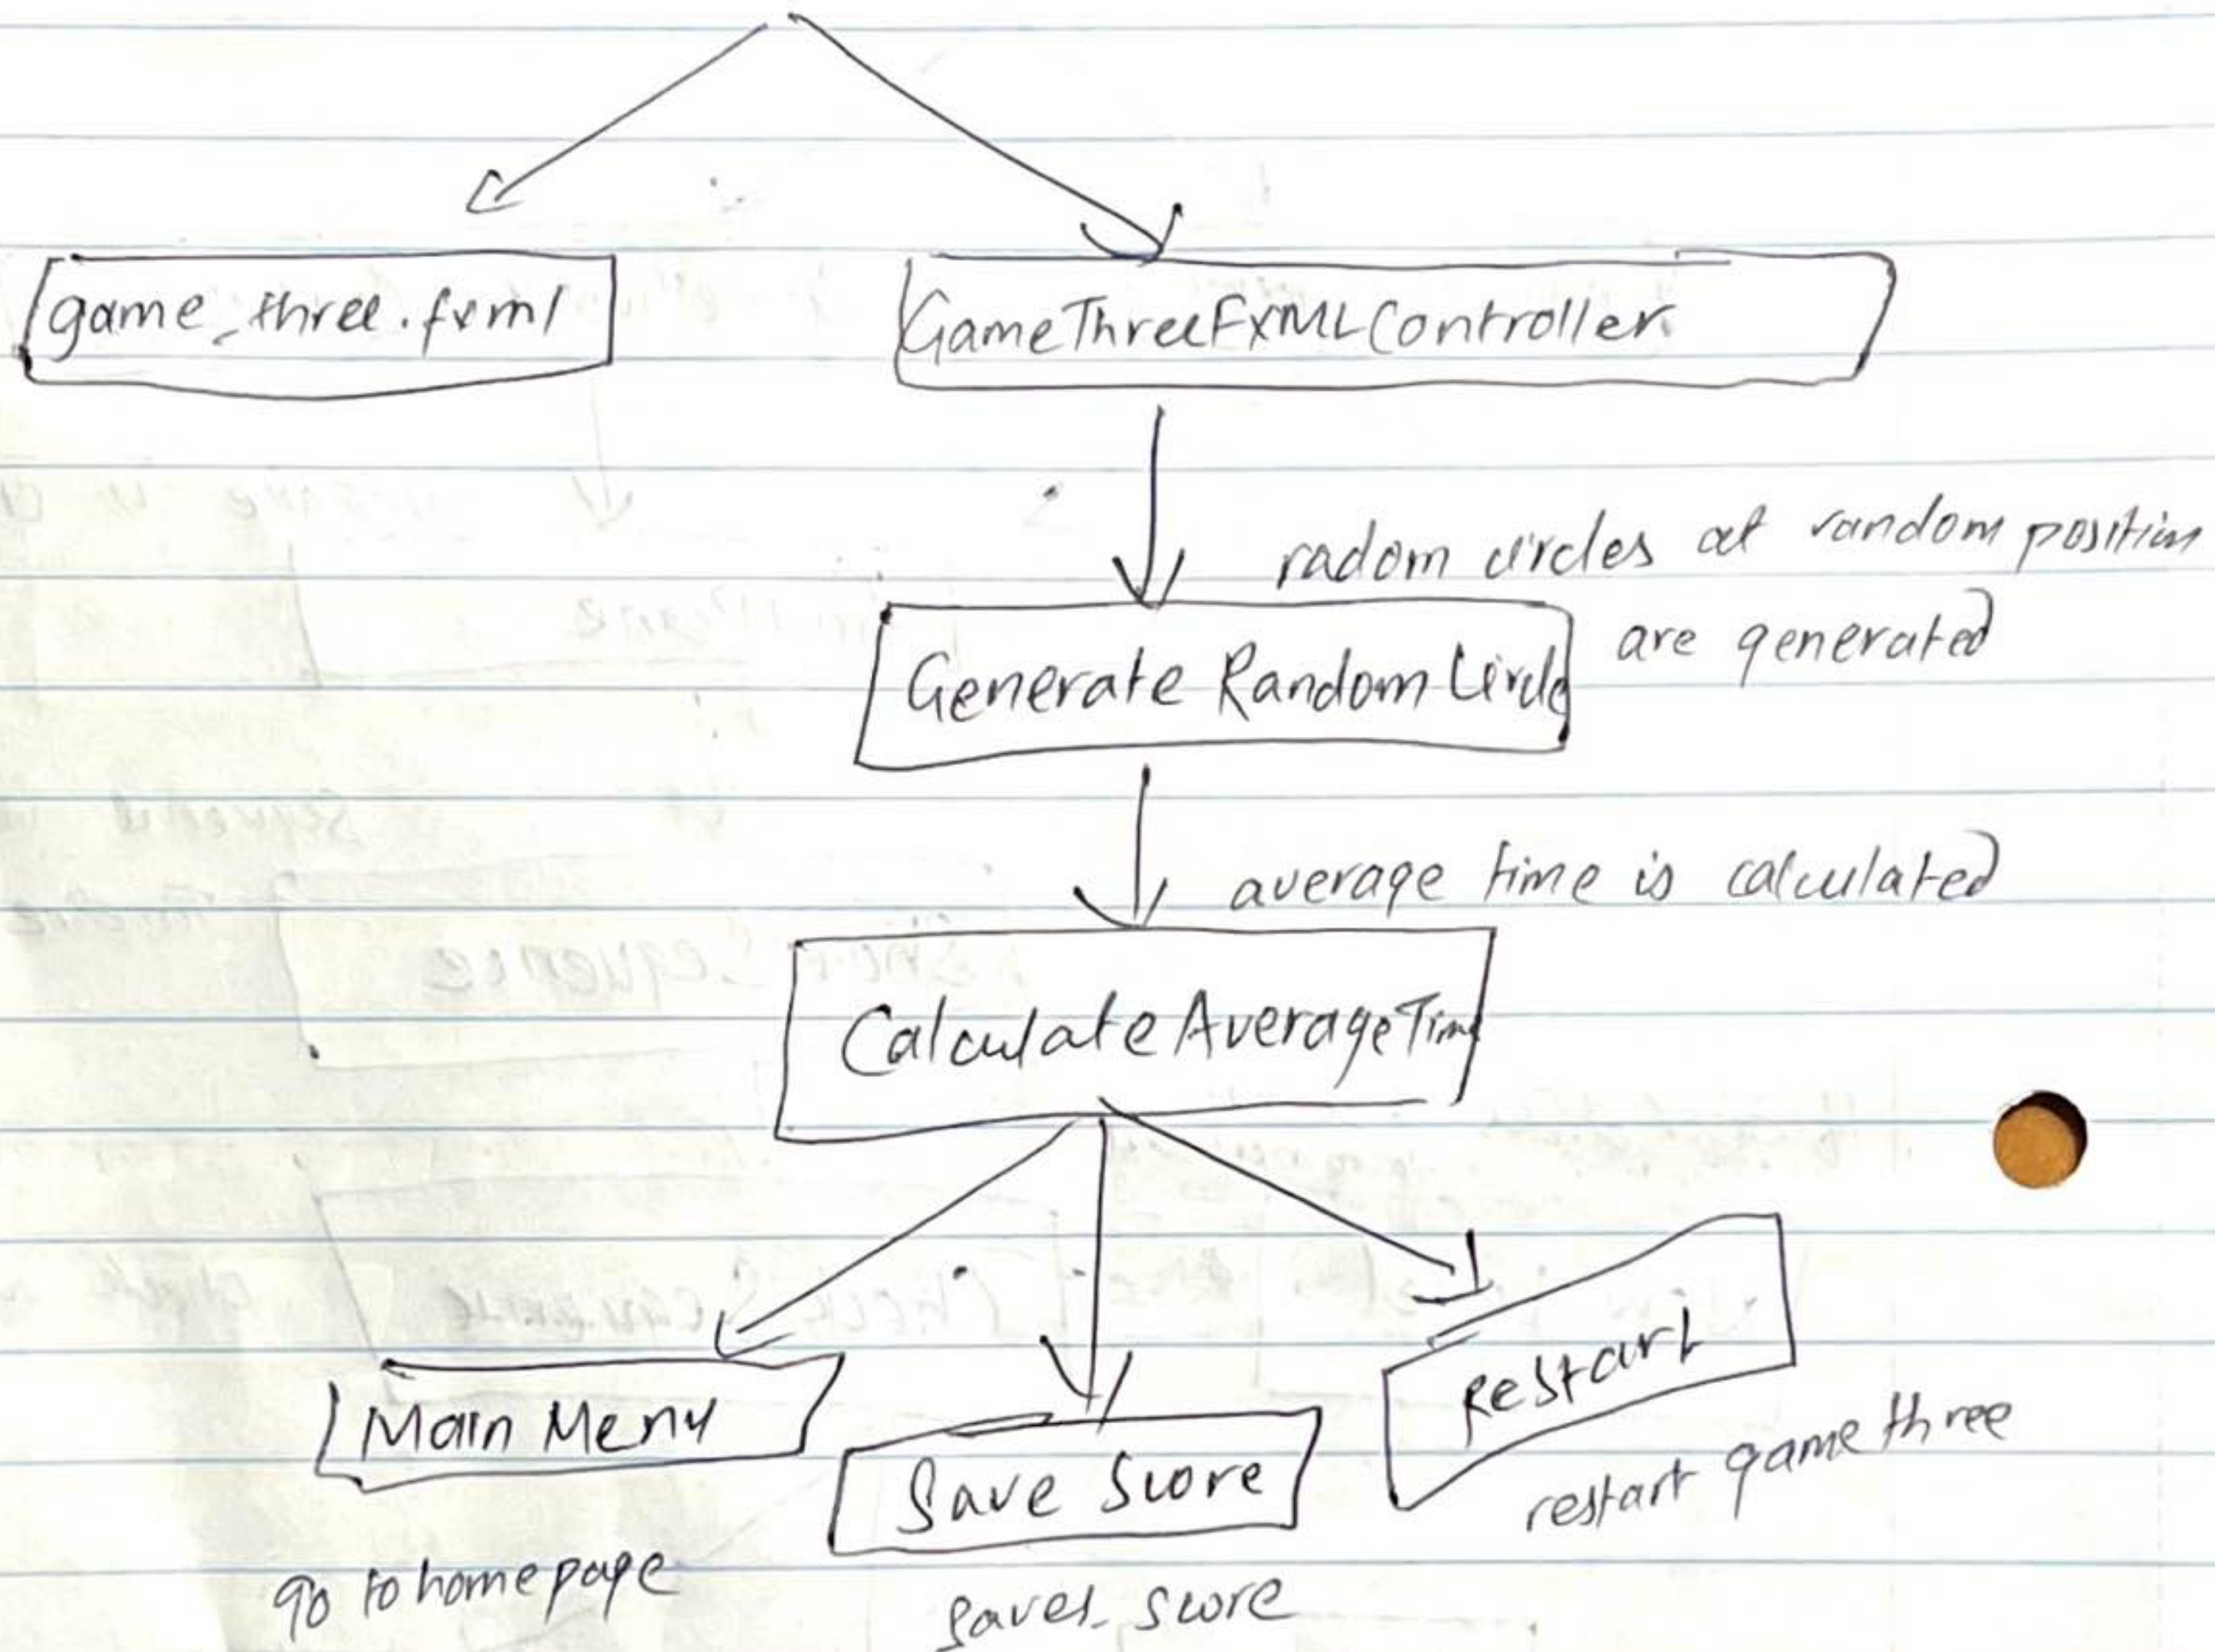 game_three.fxml
GameThreeFXMLController
radom circles at random position
are generated
Generate Random Circle
average time is calculated
CalculateAverageTime
Main Menu
Save Score
Restart
restart game three
go to homepage
saves score